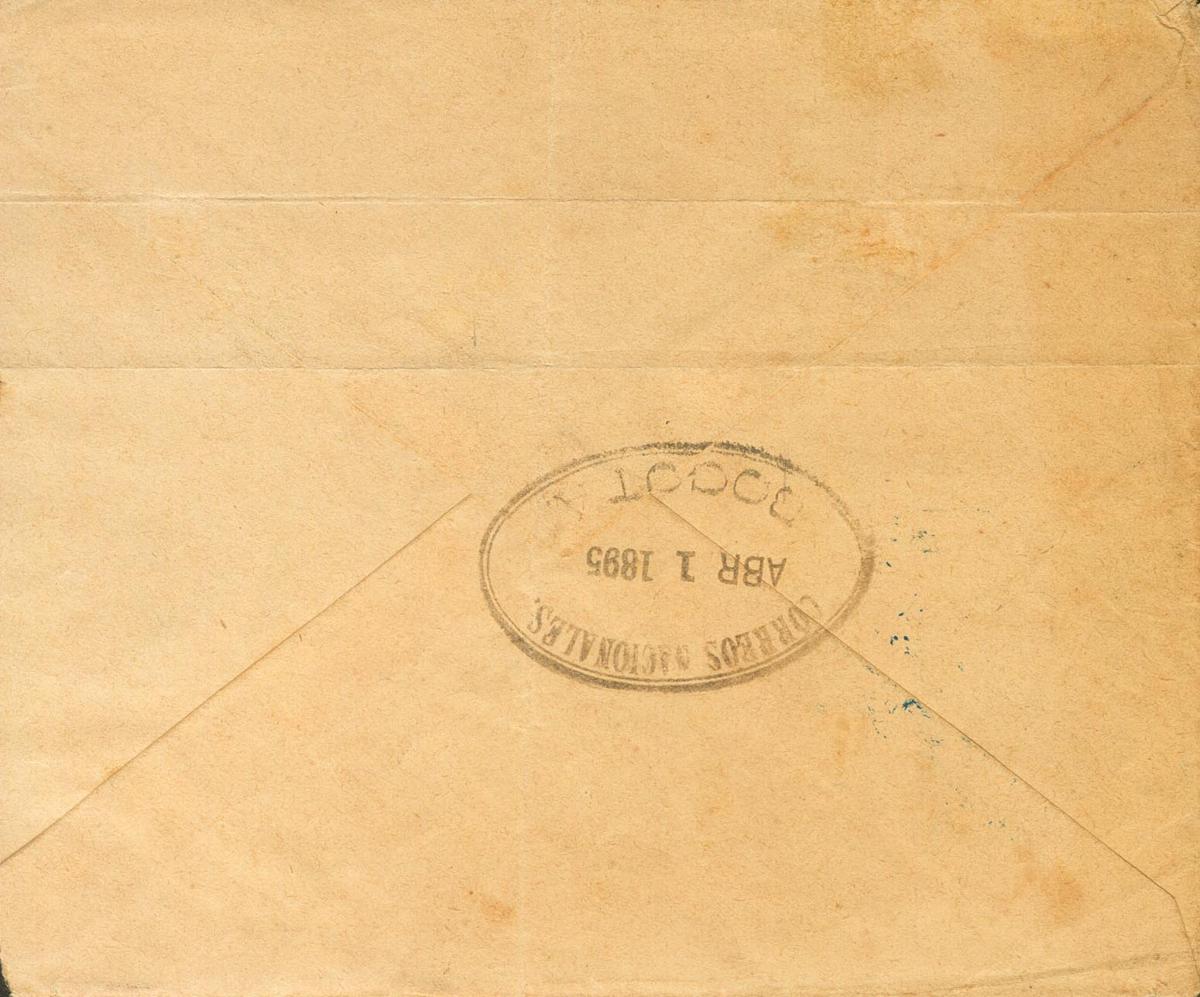 CORREOS NACIONALES.
ABR 1 1895
BOGOTA